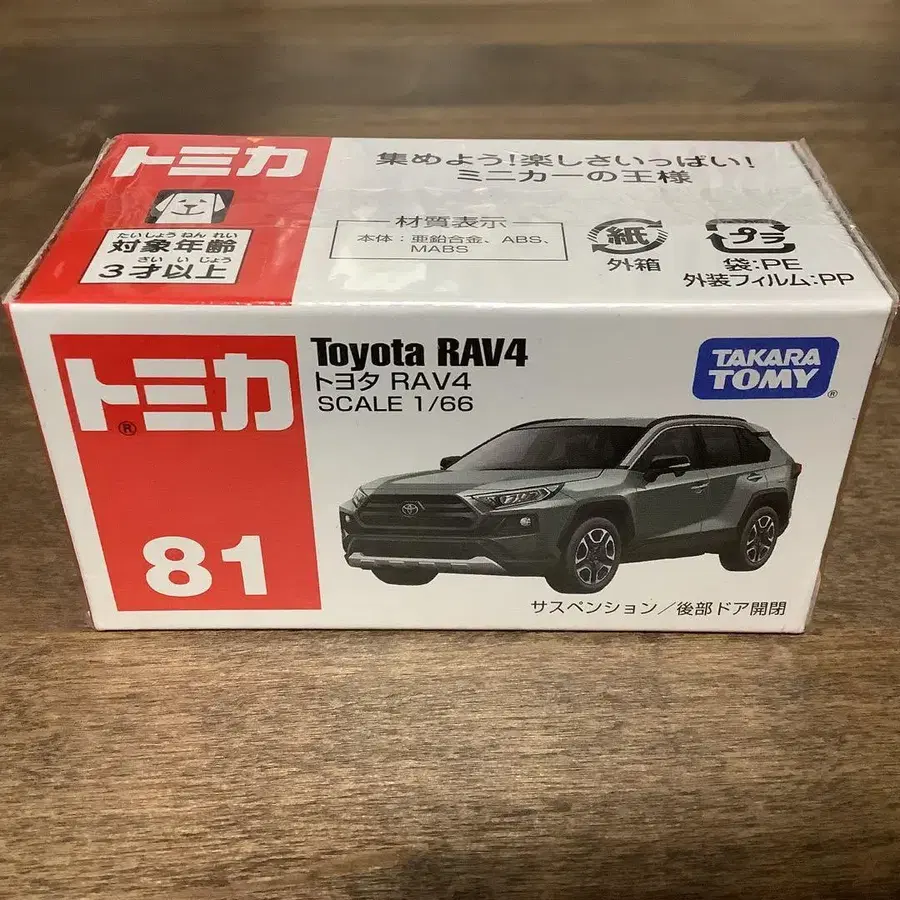 トミカ
たいしょう ねん れい
対象年齢
さい い じょう
3才以上
集めよう!楽しさいっぱい!
ミニカーの王様
材質表示
本体:亜鉛合金、ABS、
MABS
紙
外箱
プラ
袋:PE
外装フィルム:PP
トミカ®
81
Toyota RAV4
トヨタ RAV4
SCALE 1/66
TAKARA
TOMY®
サスペンション/後部ドア開閉